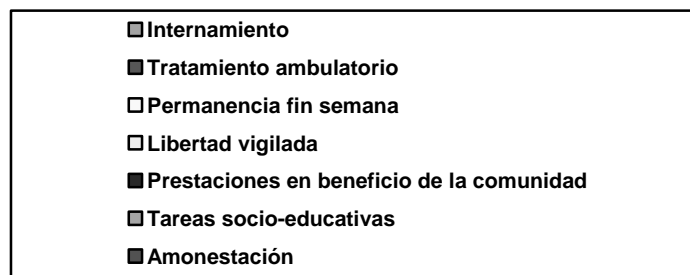 Internamiento
Tratamiento ambulatorio
Permanencia fin semana
Libertad vigilada
Prestaciones en beneficio de la comunidad
Tareas socio-educativas
Amonestación